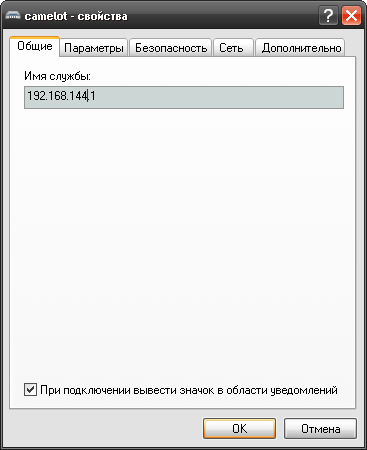 camelot - свойства
Общие Параметры Безопасность Сеть Дополнительно
Имя службы:
192.168.144.1
При подключении вывести значок в области уведомлений
OK Отмена